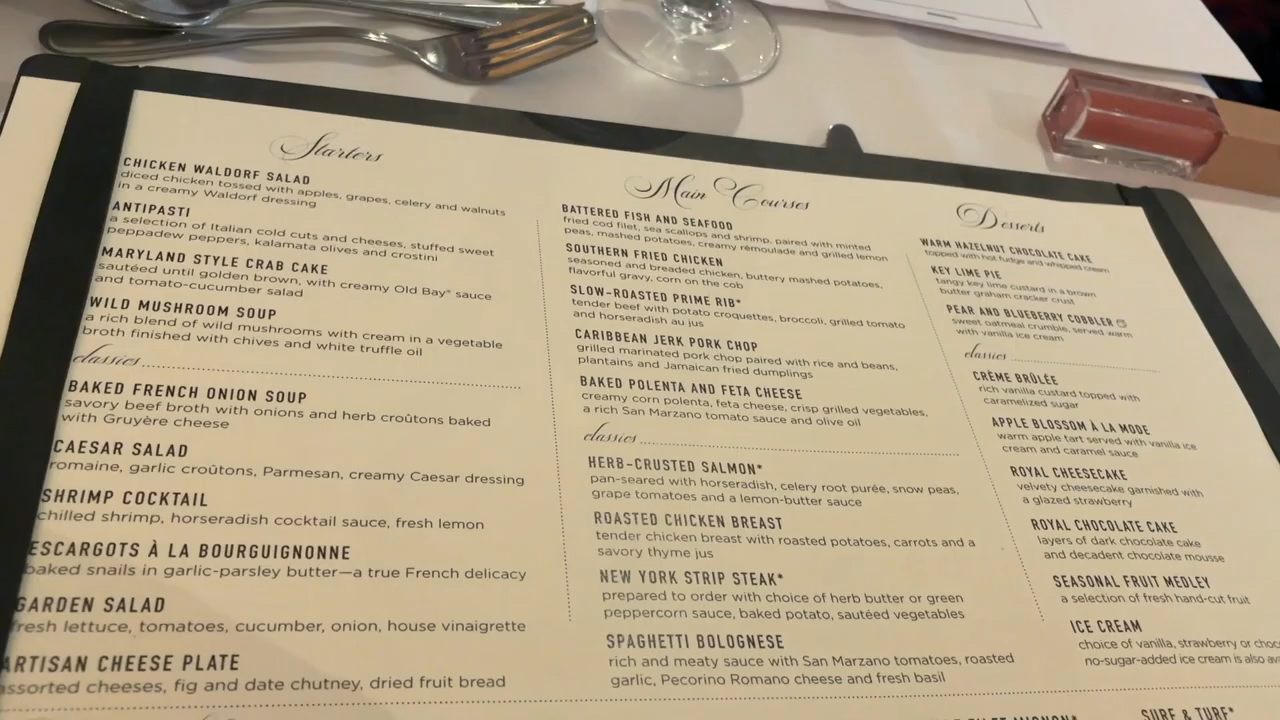 Starters
CHICKEN WALDORF SALAD
diced chicken tossed with apples, grapes, celery and walnuts
in a creamy Waldorf dressing
ANTIPASTI
a selection of Italian cold cuts and cheeses, stuffed sweet
peppadew peppers, kalamata olives and crostini
MARYLAND STYLE CRAB CAKE
sautéed until golden brown, with creamy Old Bay® sauce
and tomato-cucumber salad
WILD MUSHROOM SOUP
a rich blend of wild mushrooms with cream in a vegetable
broth finished with chives and white truffle oil
classics
BAKED FRENCH ONION SOUP
savory beef broth with onions and herb croûtons baked
with Gruyère cheese
CAESAR SALAD
romaine, garlic croûtons, Parmesan, creamy Caesar dressing
SHRIMP COCKTAIL
chilled shrimp, horseradish cocktail sauce, fresh lemon
ESCARGOTS À LA BOURGUIGNONNE
baked snails in garlic-parsley butter—a true French delicacy
GARDEN SALAD
fresh lettuce, tomatoes, cucumber, onion, house vinaigrette
ARTISAN CHEESE PLATE
assorted cheeses, fig and date chutney, dried fruit bread
Main Courses
BATTERED FISH AND SEAFOOD
fried cod filet, sea scallops and shrimp, paired with minted
peas, mashed potatoes, creamy rémoulade and grilled lemon
SOUTHERN FRIED CHICKEN
seasoned and breaded chicken, buttery mashed potatoes,
flavorful gravy, corn on the cob
SLOW-ROASTED PRIME RIB*
tender beef with potato croquettes, broccoli, grilled tomato
and horseradish au jus
CARIBBEAN JERK PORK CHOP
grilled marinated pork chop paired with rice and beans,
plantains and Jamaican fried dumplings
BAKED POLENTA AND FETA CHEESE
creamy corn polenta, feta cheese, crisp grilled vegetables,
a rich San Marzano tomato sauce and olive oil
classics
HERB-CRUSTED SALMON*
pan-seared with horseradish, celery root purée, snow peas,
grape tomatoes and a lemon-butter sauce
ROASTED CHICKEN BREAST
tender chicken breast with roasted potatoes, carrots and a
savory thyme jus
NEW YORK STRIP STEAK*
prepared to order with choice of herb butter or green
peppercorn sauce, baked potato, sautéed vegetables
SPAGHETTI BOLOGNESE
rich and meaty sauce with San Marzano tomatoes, roasted
garlic, Pecorino Romano cheese and fresh basil
Desserts
WARM HAZELNUT CHOCOLATE CAKE
topped with hot fudge and whipped cream
KEY LIME PIE
tangy key lime custard in a brown
butter graham cracker crust
PEAR AND BLUEBERRY COBBLER
sweet oatmeal crumble, served warm
with vanilla ice cream
classics
CRÈME BRÛLÉE
rich vanilla custard topped with
caramelized sugar
APPLE BLOSSOM À LA MODE
warm apple tart served with vanilla ice
cream and caramel sauce
ROYAL CHEESECAKE
velvety cheesecake garnished with
a glazed strawberry
ROYAL CHOCOLATE CAKE
layers of dark chocolate cake
and decadent chocolate mousse
SEASONAL FRUIT MEDLEY
a selection of fresh hand-cut fruit
ICE CREAM
choice of vanilla, strawberry or choc
no-sugar-added ice cream is also
SURF & TURF*